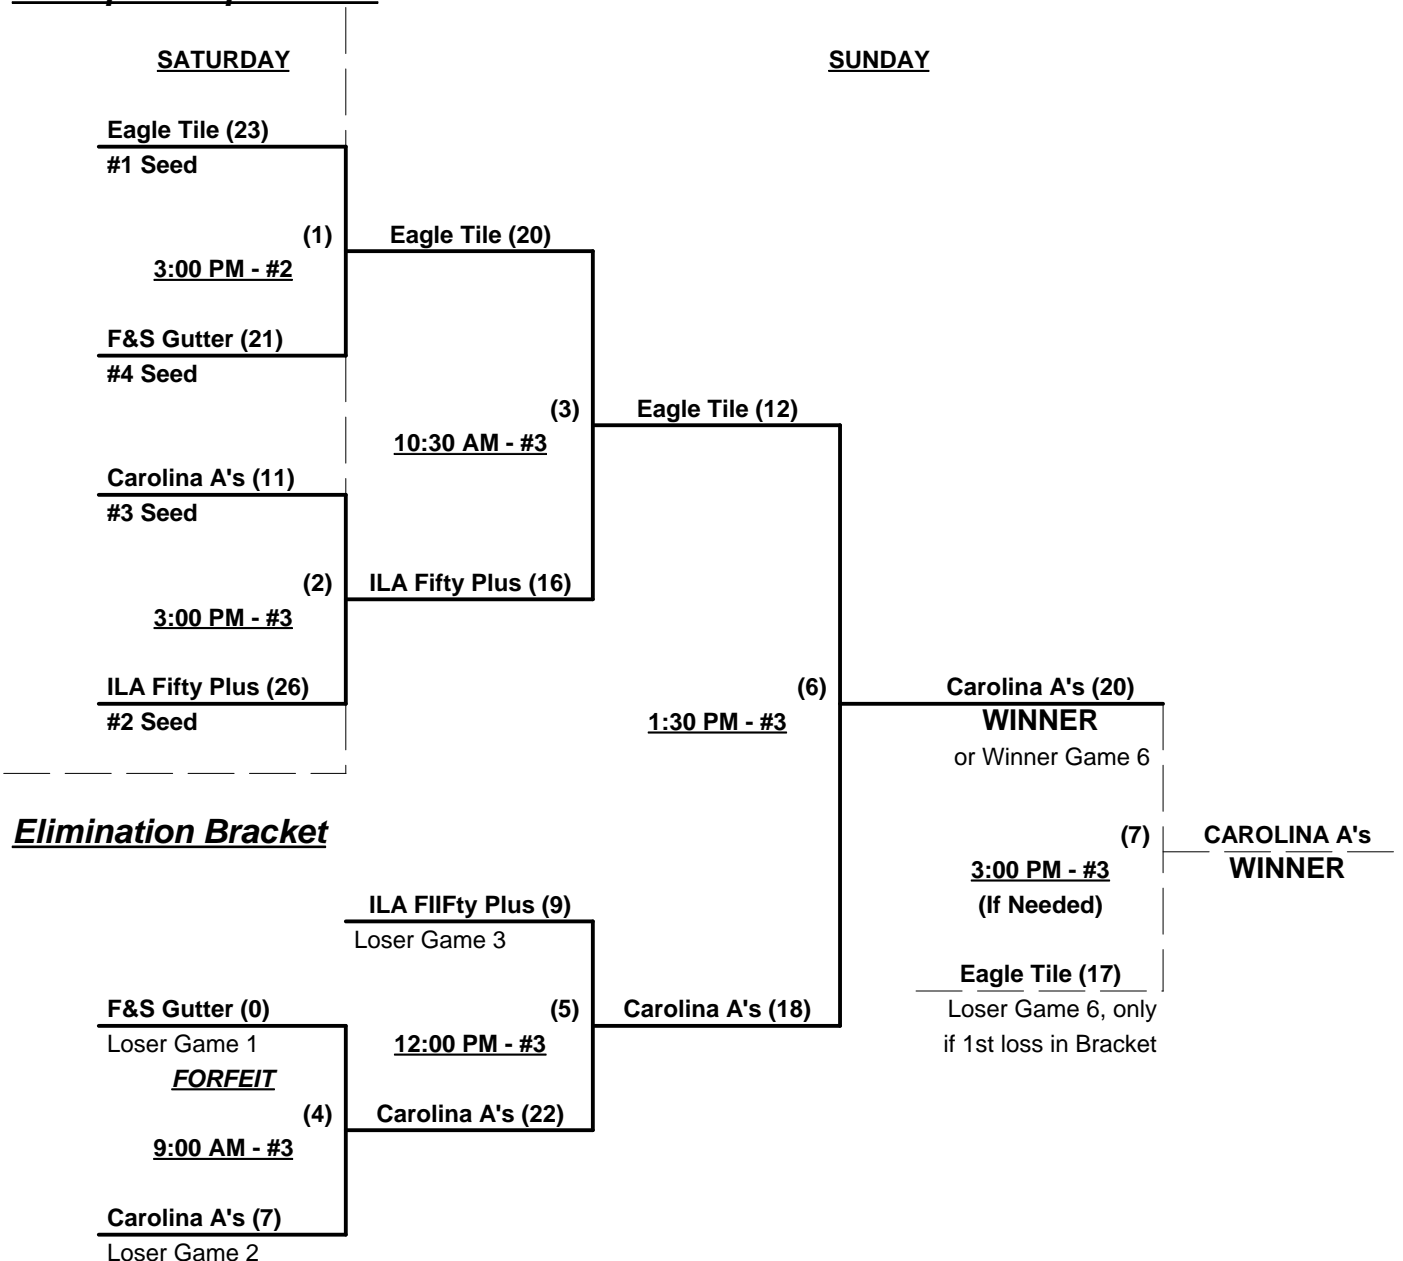 SATURDAY
SUNDAY
Eagle Tile (23)
#1 Seed
(1)
Eagle Tile (20)
3:00 PM - #2
F&S Gutter (21)
#4 Seed
(3)
Eagle Tile (12)
10:30 AM - #3
Carolina A's (11)
#3 Seed
(2)
ILA Fifty Plus (16)
3:00 PM - #3
ILA Fifty Plus (26)
#2 Seed
(6)
Carolina A's (20)
1:30 PM - #3
WINNER
or Winner Game 6
Elimination Bracket
(7)
CAROLINA A's
3:00 PM - #3
WINNER
(If Needed)
ILA FIIFty Plus (9)
Loser Game 3
Eagle Tile (17)
F&S Gutter (0)
(5)
Carolina A's (18)
Loser Game 6, only
Loser Game 1
12:00 PM - #3
if 1st loss in Bracket
FORFEIT
(4)
Carolina A's (22)
9:00 AM - #3
Carolina A's (7)
Loser Game 2